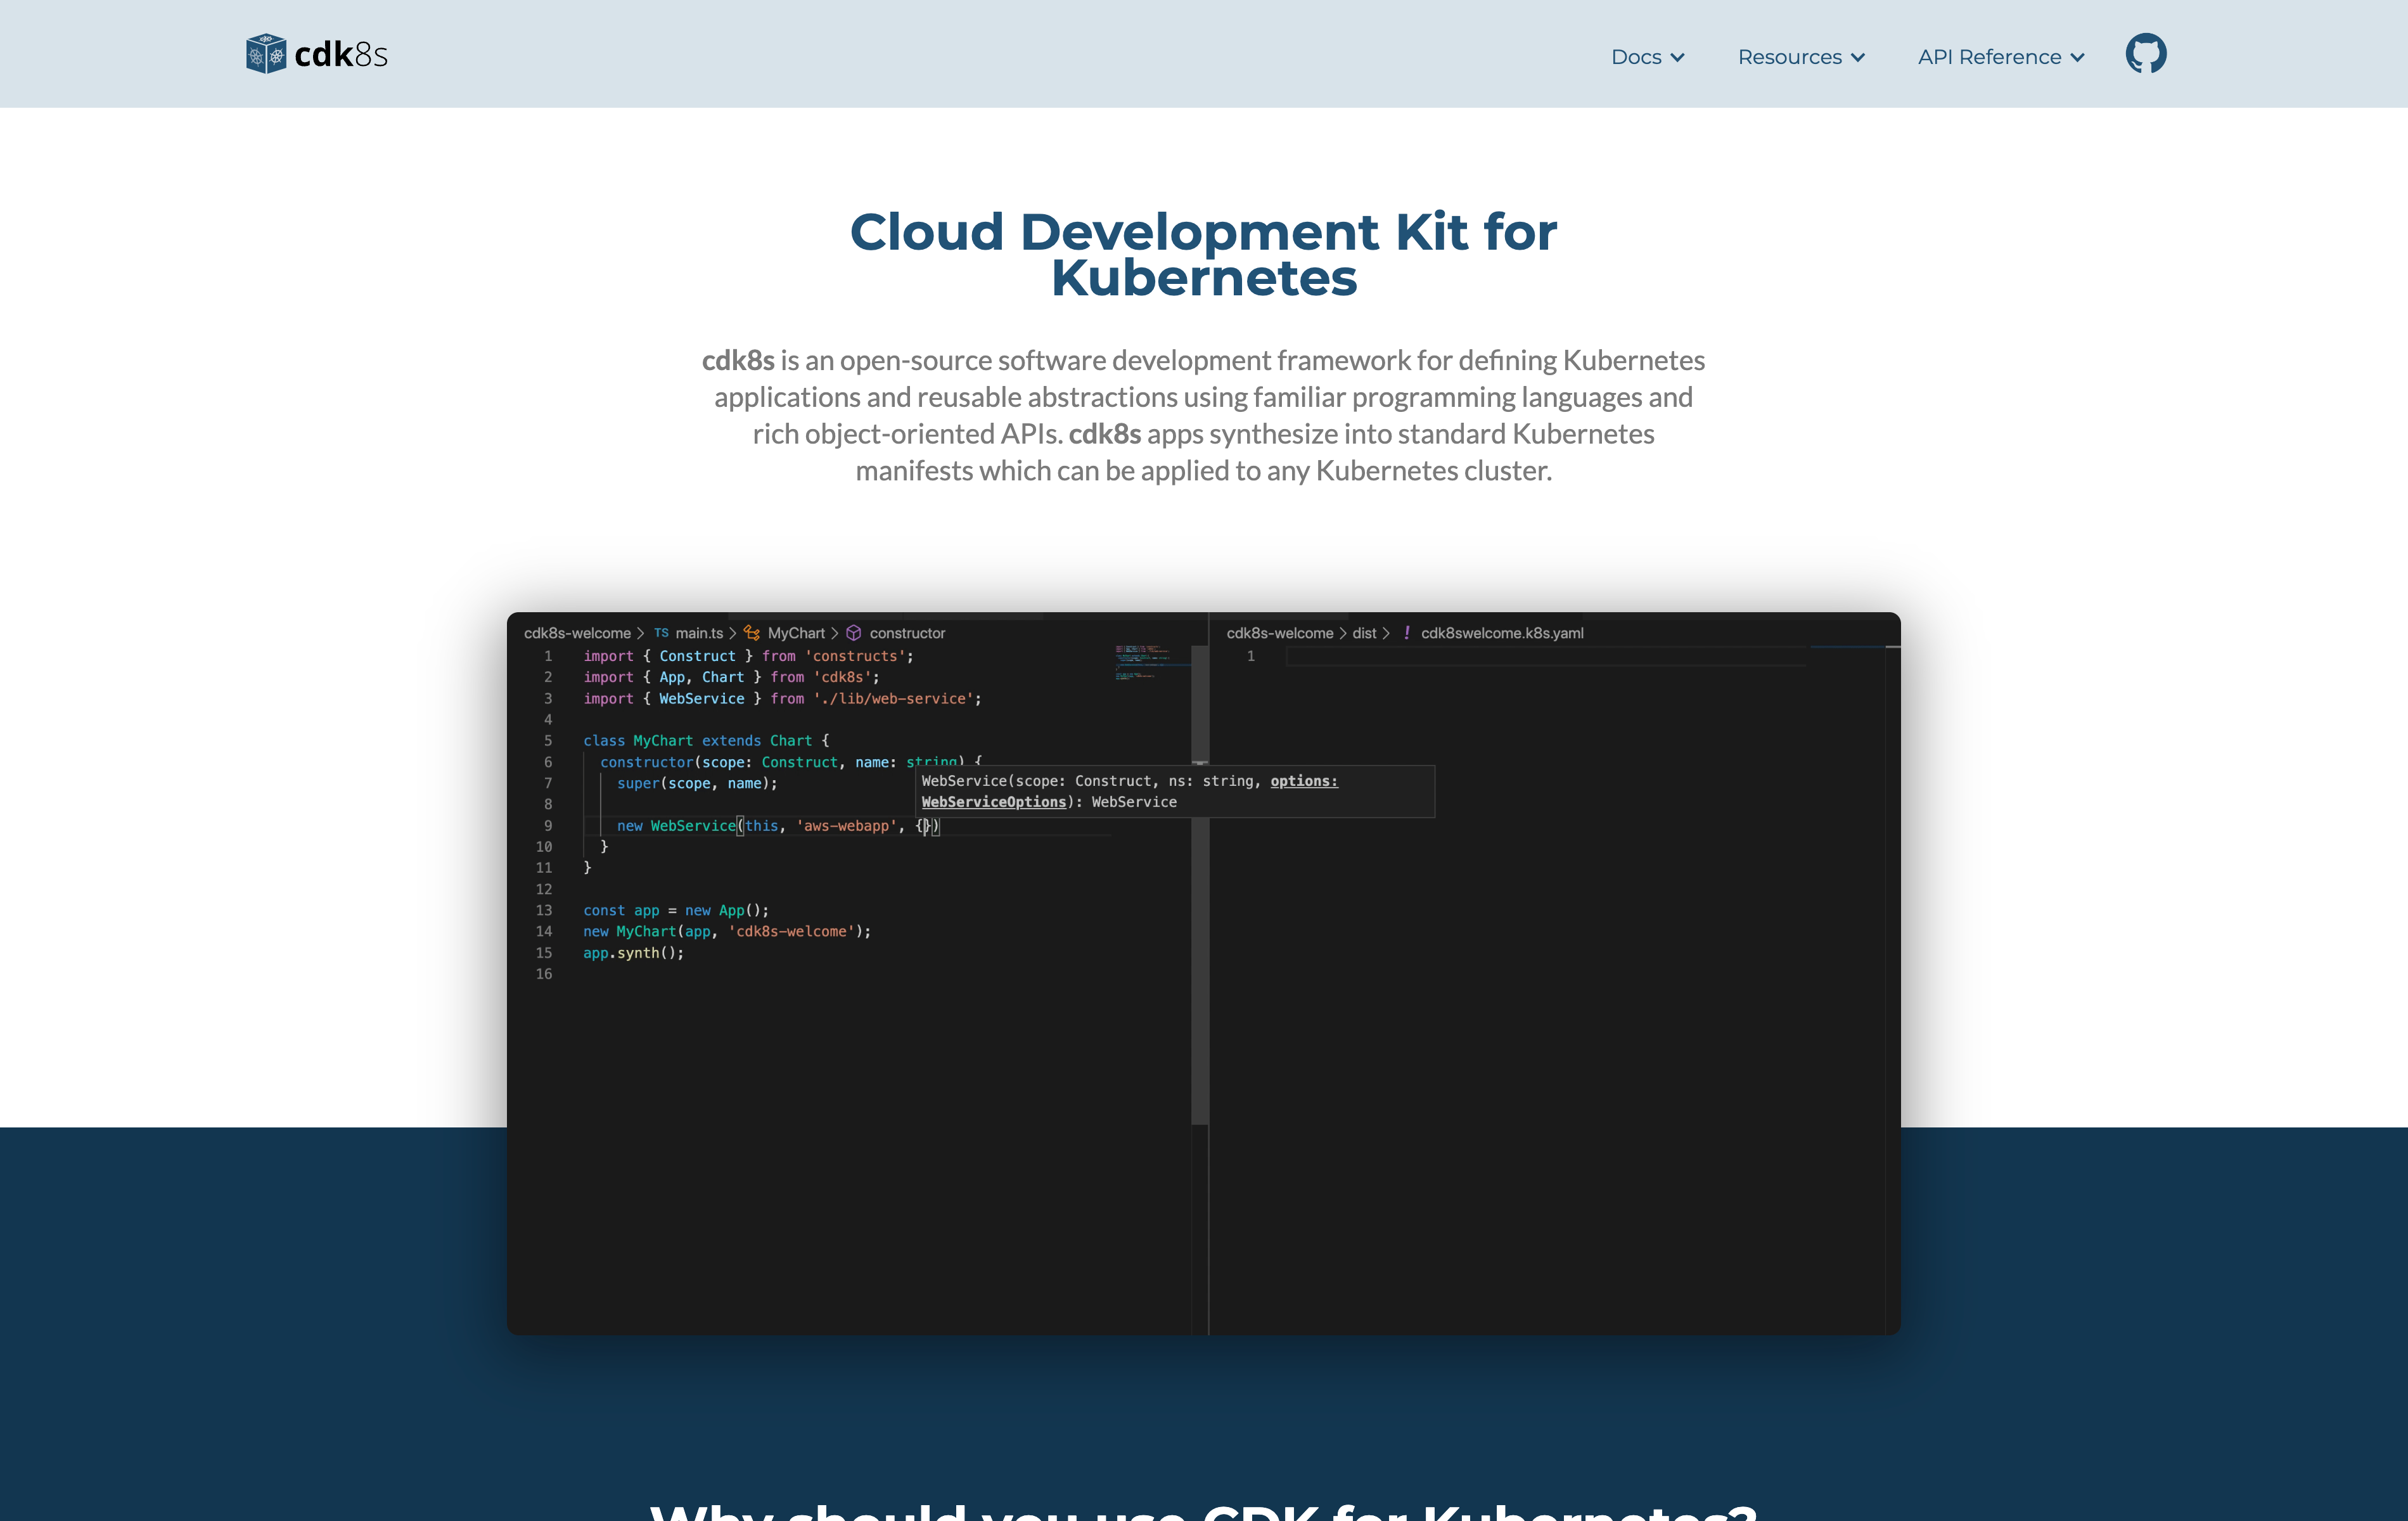 cdk8s
Docs
Resources
API Reference
Cloud Development Kit for
Kubernetes
cdk8s is an open-source software development framework for defining Kubernetes
applications and reusable abstractions using familiar programming languages and
rich object-oriented APIs. cdk8s apps synthesize into standard Kubernetes
manifests which can be applied to any Kubernetes cluster.
cdk8s-welcome > TS main.ts > MyChart > constructor
1 import { Construct } from 'constructs';
2 import { App, Chart } from 'cdk8s';
3 import { WebService } from './lib/web-service';
4
5 class MyChart extends Chart {
6 constructor(scope: Construct, name: string) {
7 super(scope, name);
8
9 new WebService(this, 'aws-webapp', {})
10 }
11 }
12
13 const app = new App();
14 new MyChart(app, 'cdk8s-welcome');
15 app.synth();
16
WebService(scope: Construct, ns: string, options:
WebServiceOptions): WebService
cdk8s-welcome > dist > ! cdk8swelcome.k8s.yaml
1
Why should you use CDK for Kubernetes?